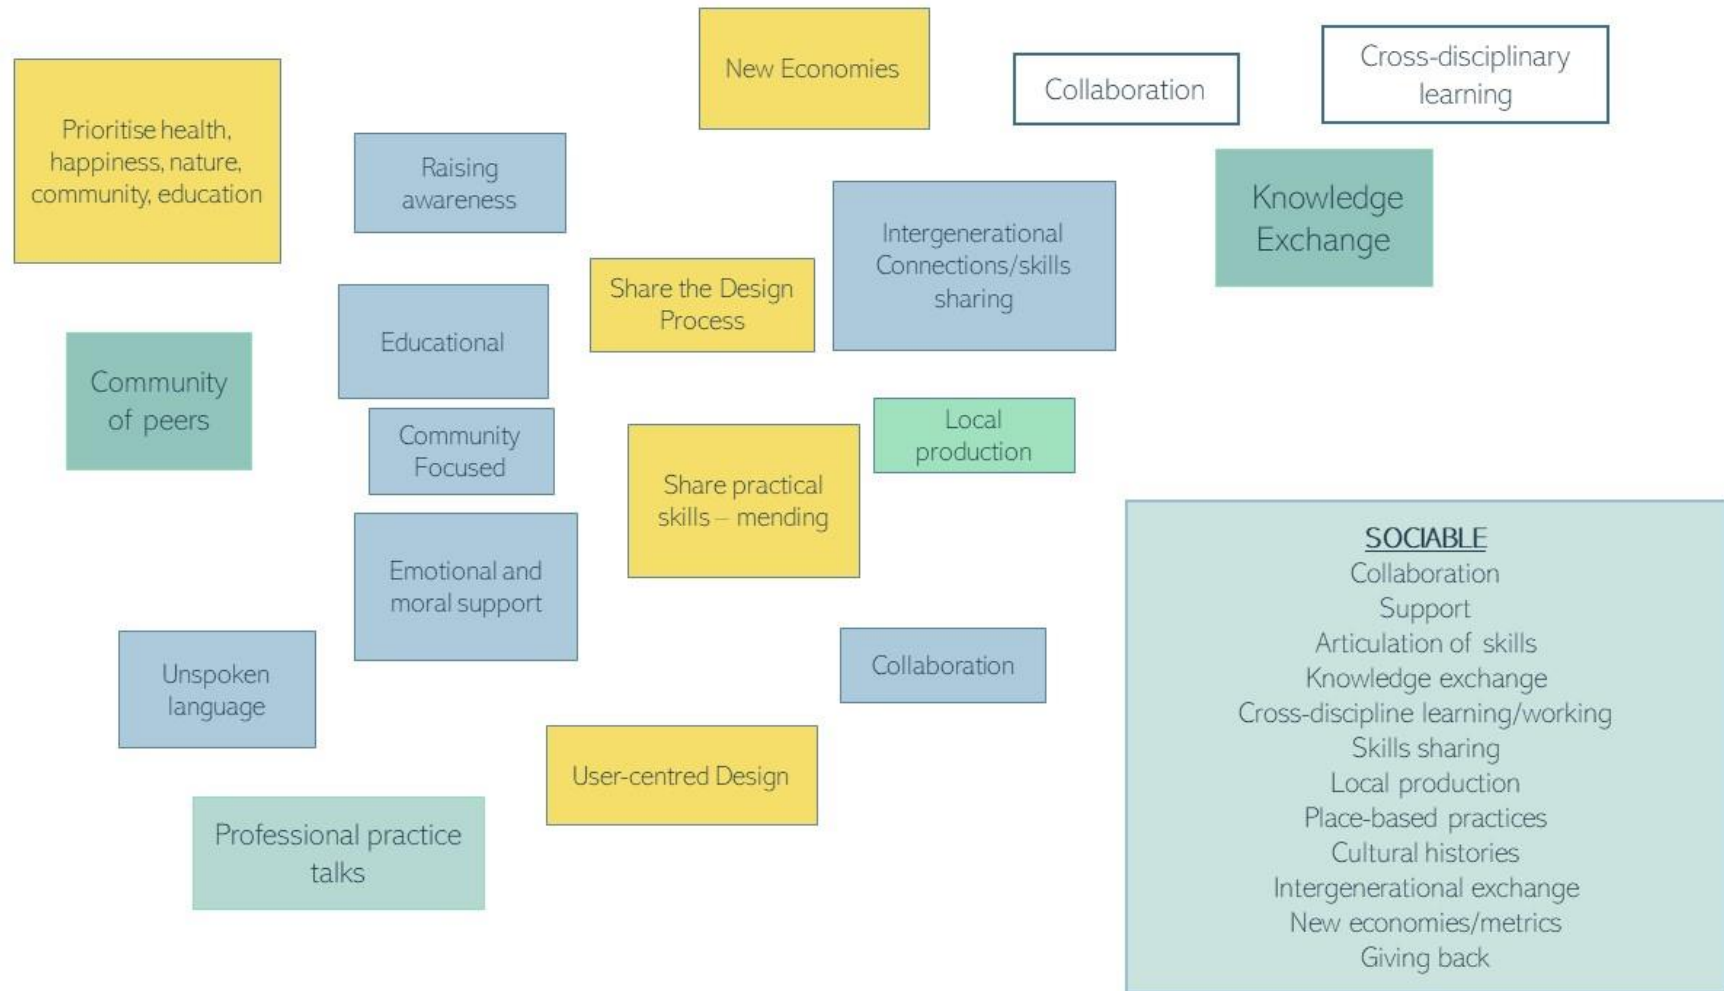 New Economies
Collaboration
Cross-disciplinary
learning
Prioritise health,
happiness, nature,
community, education
Raising
awareness
Intergenerational
Connections/skills
sharing
Knowledge
Exchange
Share the Design
Process
Educational
Community
of peers
Community
Focused
Local
production
Share practical
skills – mending
Emotional and
moral support
Unspoken
language
Collaboration
User-centred Design
Professional practice
talks
SOCIABLE
Collaboration
Support
Articulation of skills
Knowledge exchange
Cross-discipline learning/working
Skills sharing
Local production
Place-based practices
Cultural histories
Intergenerational exchange
New economies/metrics
Giving back